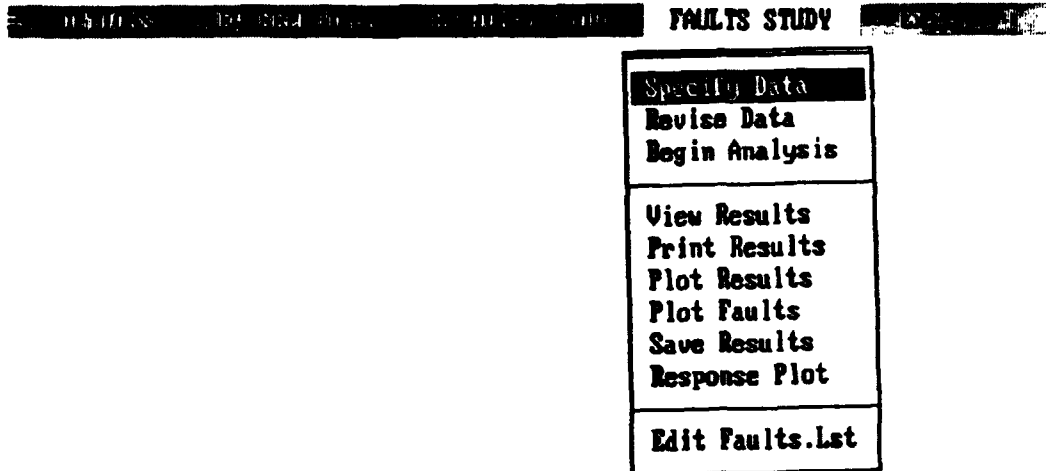 FAULTS STUDY
Specify Data
Revise Data
Begin Analysis
View Results
Print Results
Plot Results
Plot Faults
Save Results
Response Plot
Edit Faults.Lst